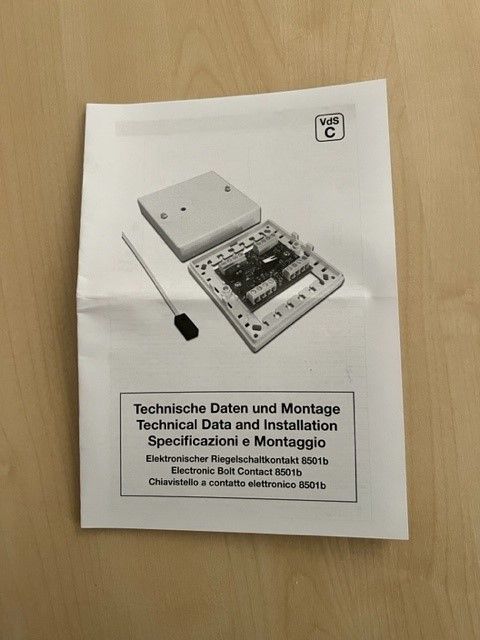 VdS
C
Technische Daten und Montage
Technical Data and Installation
Specificazioni e Montaggio
Elektronischer Riegelschaltkontakt 8501b
Electronic Bolt Contact 8501b
Chiavistello a contatto elettronico 8501b